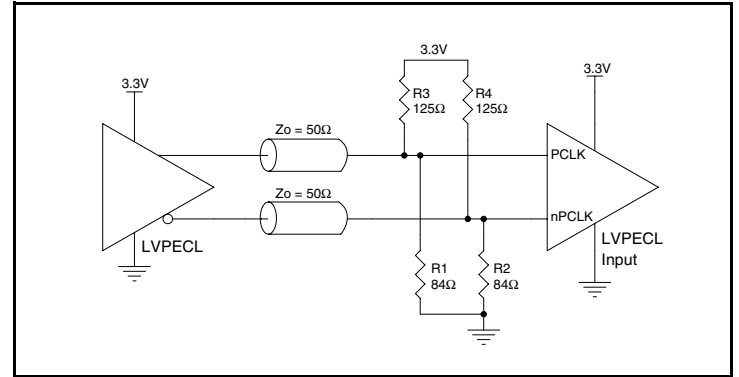 3.3V
3.3V
3.3V
R3
125Ω
R4
125Ω
Zo = 50Ω
PCLK
Zo = 50Ω
nPCLK
LVPECL
LVPECL
Input
R1
84Ω
R2
84Ω